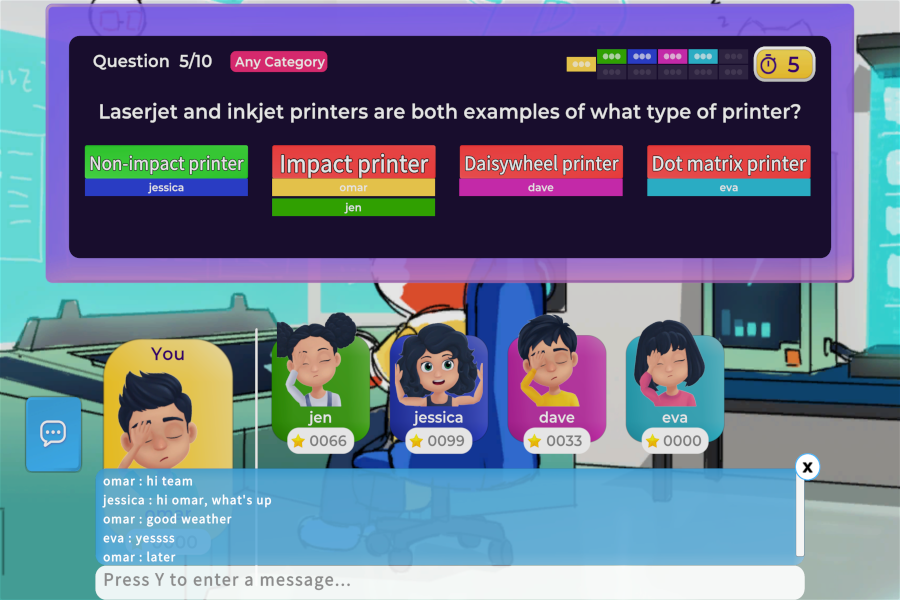 Question 5/10 Any Category
5
Laserjet and inkjet printers are both examples of what type of printer?
Non-impact printer
jessica
Impact printer
omar
jen
Daisywheel printer
dave
Dot matrix printer
eva
You
jen
0066
jessica
0099
dave
0033
eva
0000
omar : hi team
jessica : hi omar, what's up
omar : good weather
eva : yessss
omar : later
Press Y to enter a message...
X